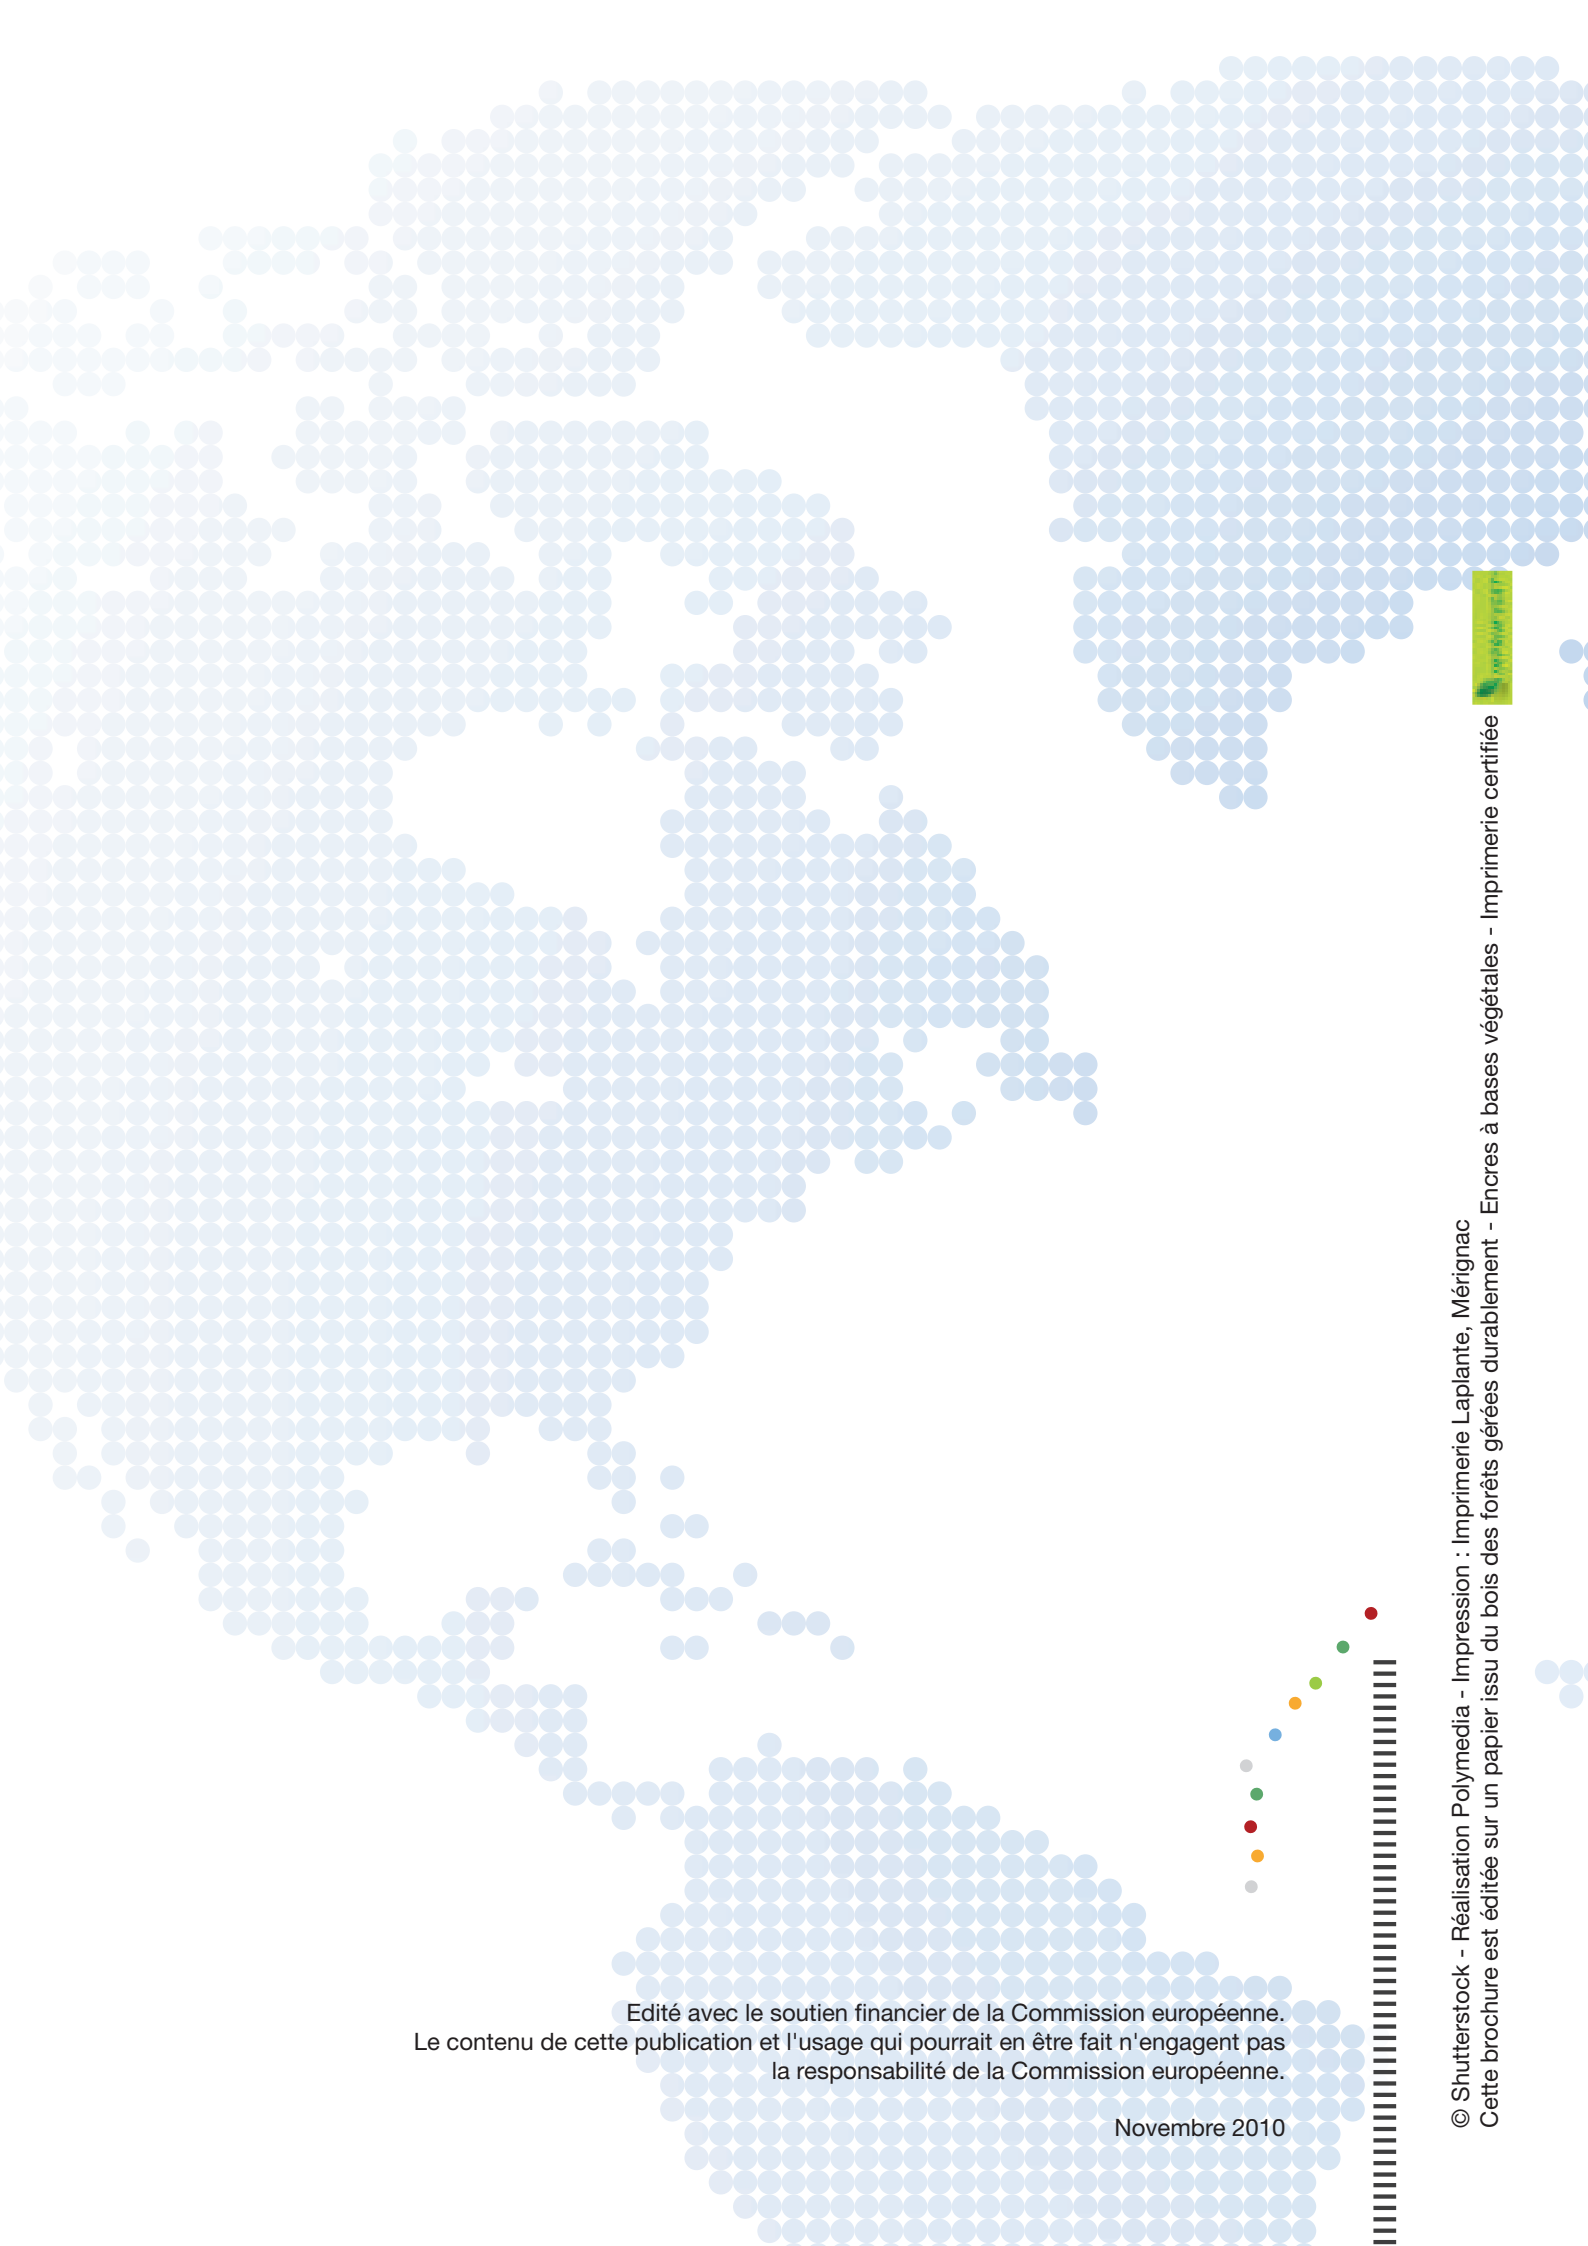 Edité avec le soutien financier de la Commission européenne.
Le contenu de cette publication et l'usage qui pourrait en être fait n'engagent pas
la responsabilité de la Commission européenne.
Novembre 2010
© Shutterstock - Réalisation Polymedia - Impression : Imprimerie Laplante, Mérignac
Cette brochure est éditée sur un papier issu du bois des forêts gérées durablement - Encres à bases végétales - Imprimerie certifiée